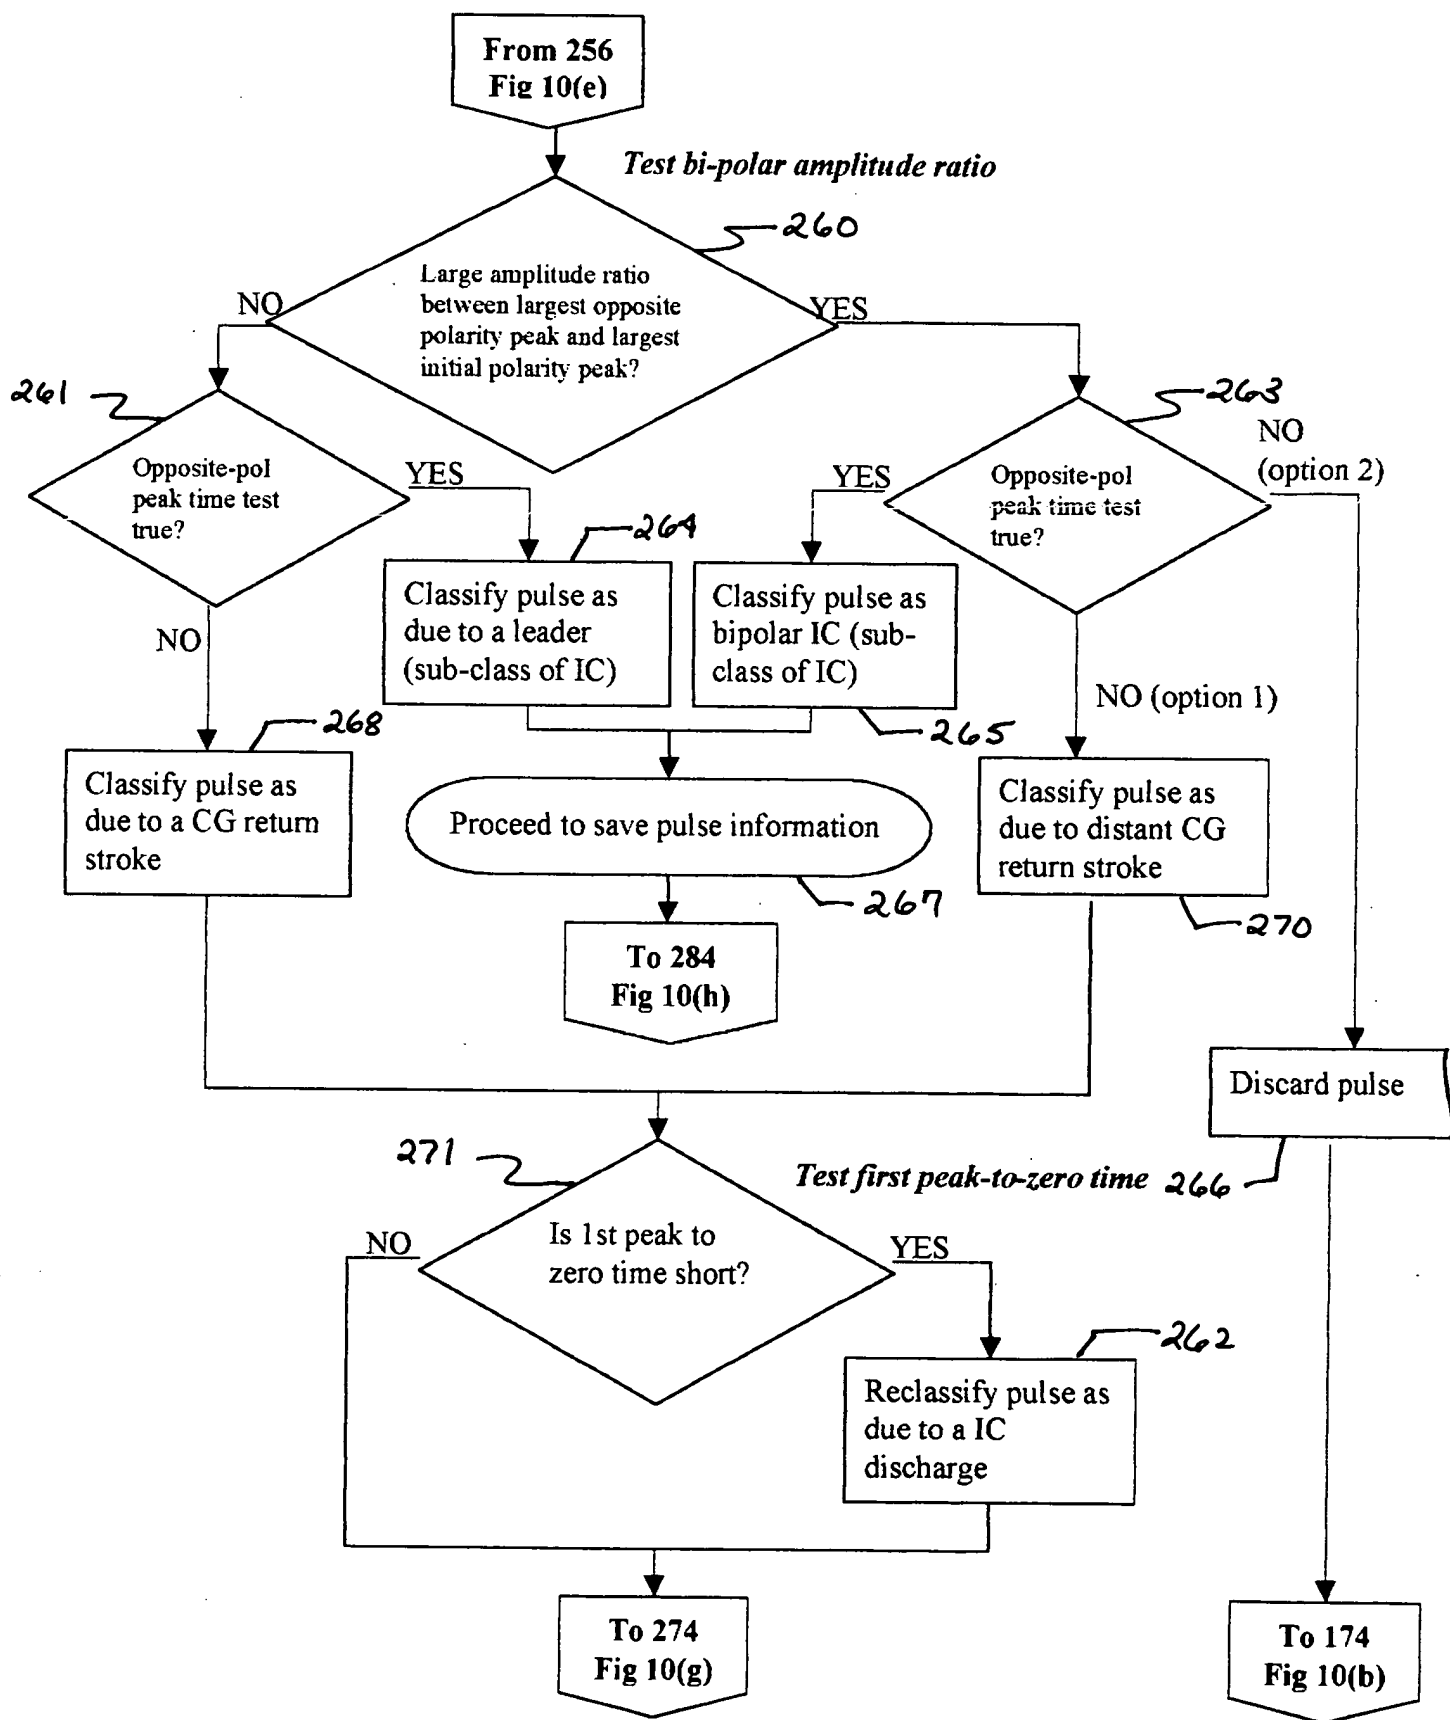 From 256
Fig 10(e)
Test bi-polar amplitude ratio
260
Large amplitude ratio
between largest opposite
polarity peak and largest
initial polarity peak?
NO
YES
261
263
Opposite-pol
peak time test
true?
YES
NO
YES
Opposite-pol
peak time test
true?
NO
(option 2)
NO (option 1)
264
Classify pulse as
due to a leader
(sub-class of IC)
Classify pulse as
bipolar IC (sub-
class of IC)
265
268
Classify pulse as
due to a CG return
stroke
Proceed to save pulse information
267
Classify pulse as
due to distant CG
return stroke
270
To 284
Fig 10(h)
Discard pulse
266
271
Test first peak-to-zero time
Is 1st peak to
zero time short?
NO
YES
262
Reclassify pulse as
due to a IC
discharge
To 274
Fig 10(g)
To 174
Fig 10(b)